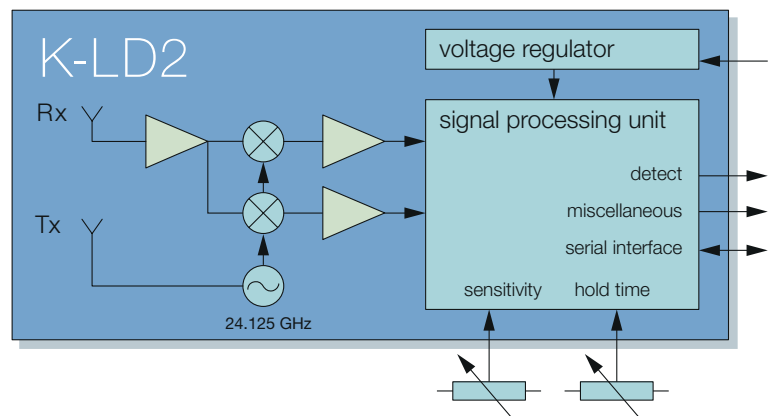 K-LD2
voltage regulator
Rx
signal processing unit
detect
miscellaneous
Tx
serial interface
sensitivity hold time
24.125 GHz